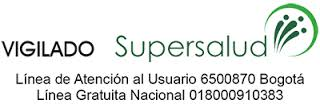 VIGILADO Supersalud
Línea de Atención al Usuario 6500870 Bogotá
Línea Gratuita Nacional 018000910383